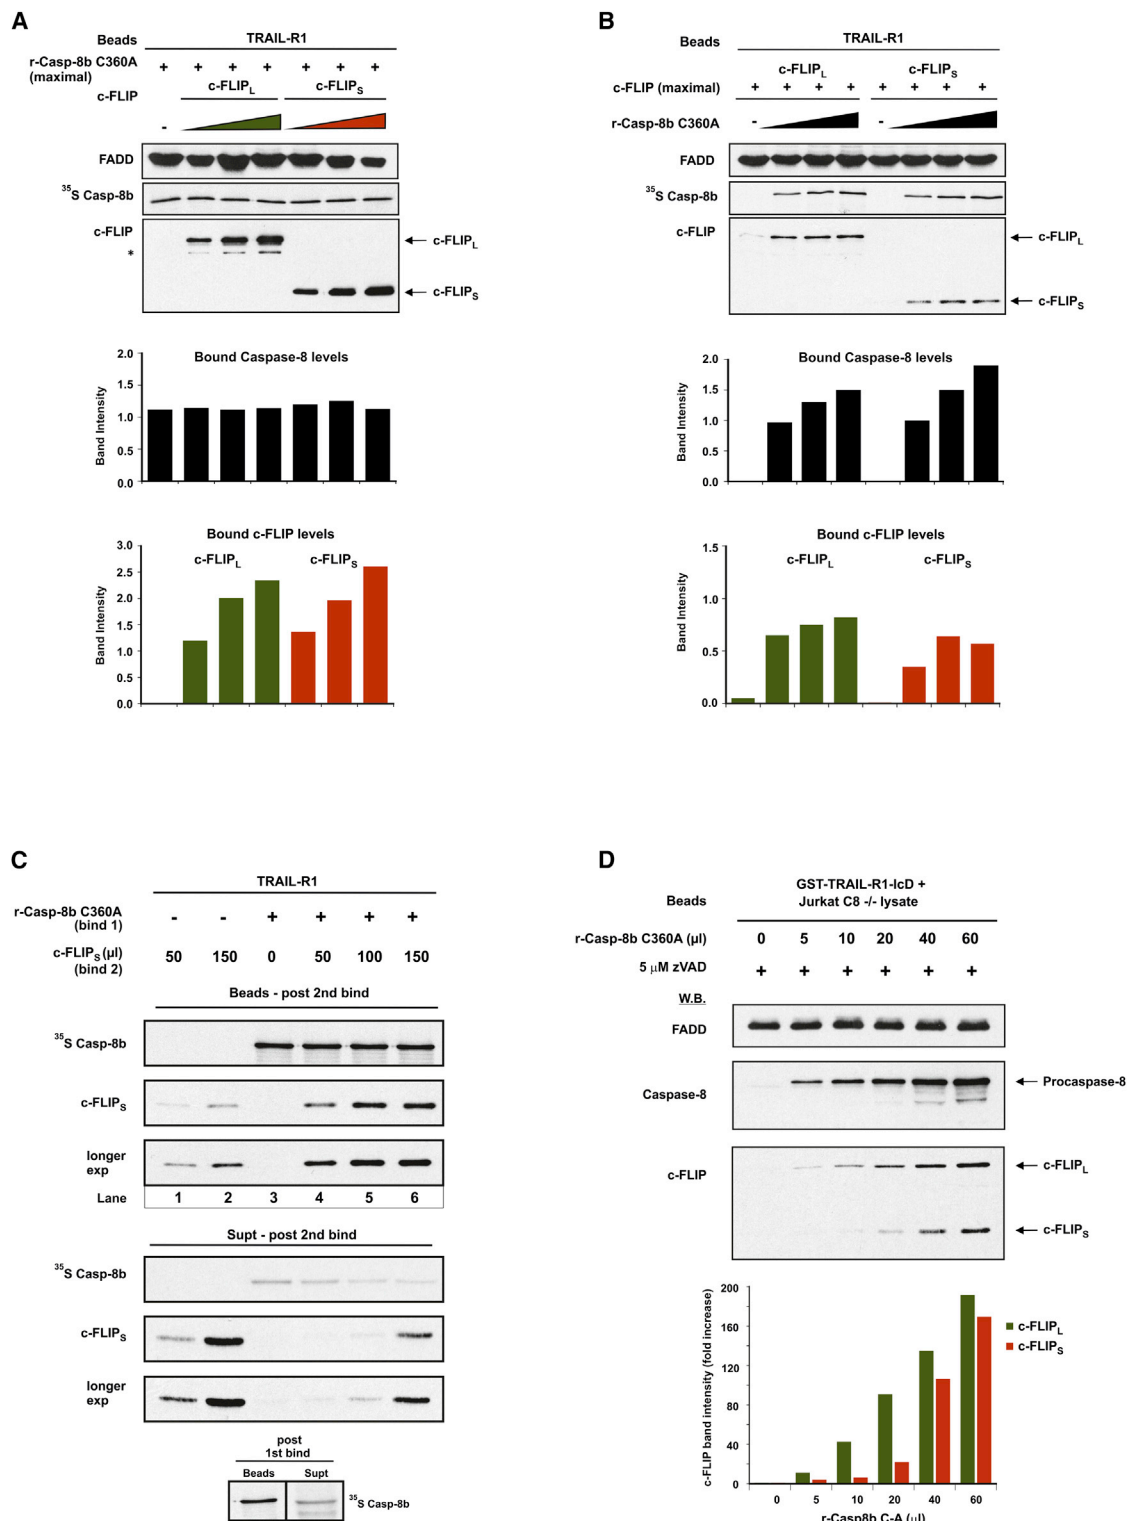 A
Beads TRAIL-R1
r-Casp-8b C360A (maximal) + + + + + + +
c-FLIP c-FLIPL c-FLIPS
-
FADD
35S Casp-8b
c-FLIP
c-FLIPL
*
c-FLIPS
Bound Caspase-8 levels
Band Intensity
2.0
1.5
1.0
0.5
0.0
Bound c-FLIP levels
c-FLIPL c-FLIPS
Band Intensity
3.0
2.5
2.0
1.5
1.0
0.5
0.0
B
Beads TRAIL-R1
c-FLIPL c-FLIPS
c-FLIP (maximal) + + + + + + + +
r-Casp-8b C360A - -
FADD
35S Casp-8b
c-FLIP
c-FLIPL
c-FLIPS
Bound Caspase-8 levels
Band Intensity
2.0
1.5
1.0
0.5
0.0
Bound c-FLIP levels
c-FLIPL c-FLIPS
Band Intensity
1.5
1.0
0.5
0.0
C
TRAIL-R1
r-Casp-8b C360A (bind 1) - - + + + +
c-FLIPS (µl) (bind 2) 50 150 0 50 100 150
Beads - post 2nd bind
35S Casp-8b
c-FLIPS
longer exp
Lane 1 2 3 4 5 6
Supt - post 2nd bind
35S Casp-8b
c-FLIPS
longer exp
post
1st bind
Beads Supt
35S Casp-8b
D
GST-TRAIL-R1-IcD +
Beads Jurkat C8 -/- lysate
r-Casp-8b C360A (µl) 0 5 10 20 40 60
5 µM zVAD + + + + + +
W.B.
FADD
Caspase-8
Procaspase-8
c-FLIP
c-FLIPL
c-FLIPS
c-FLIP band intensity (fold increase)
200
160
120
80
40
0
c-FLIPL
c-FLIPS
0 5 10 20 40 60
r-Casp8b C-A (µl)